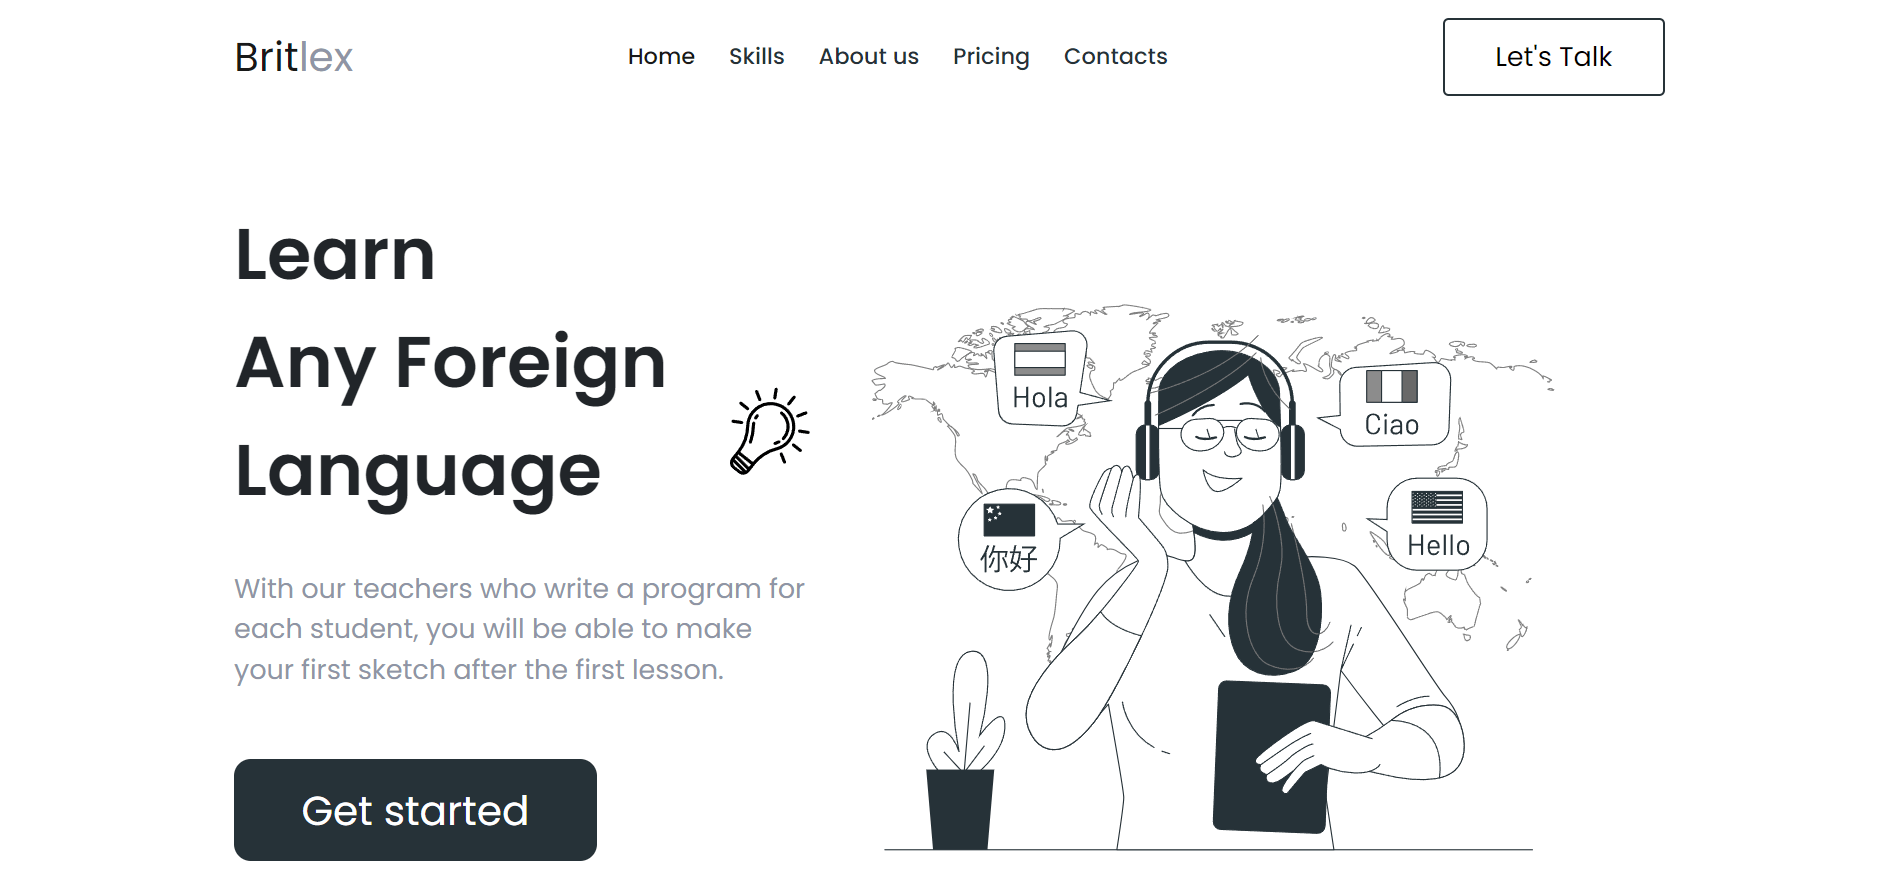 Britlex
Home Skills About us Pricing Contacts
Let's Talk
Learn
Any Foreign
Language
With our teachers who write a program for
each student, you will be able to make
your first sketch after the first lesson.
Get started
Hola
Ciao
你好
Hello